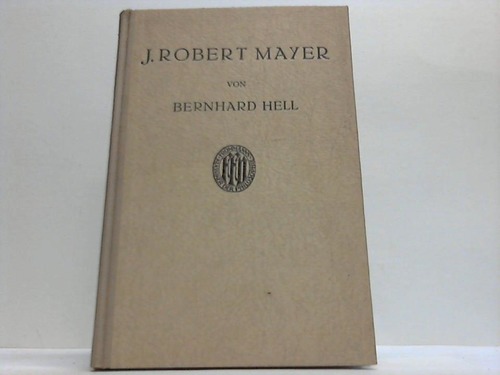 J. ROBERT MAYER
VON
BERNHARD HELL